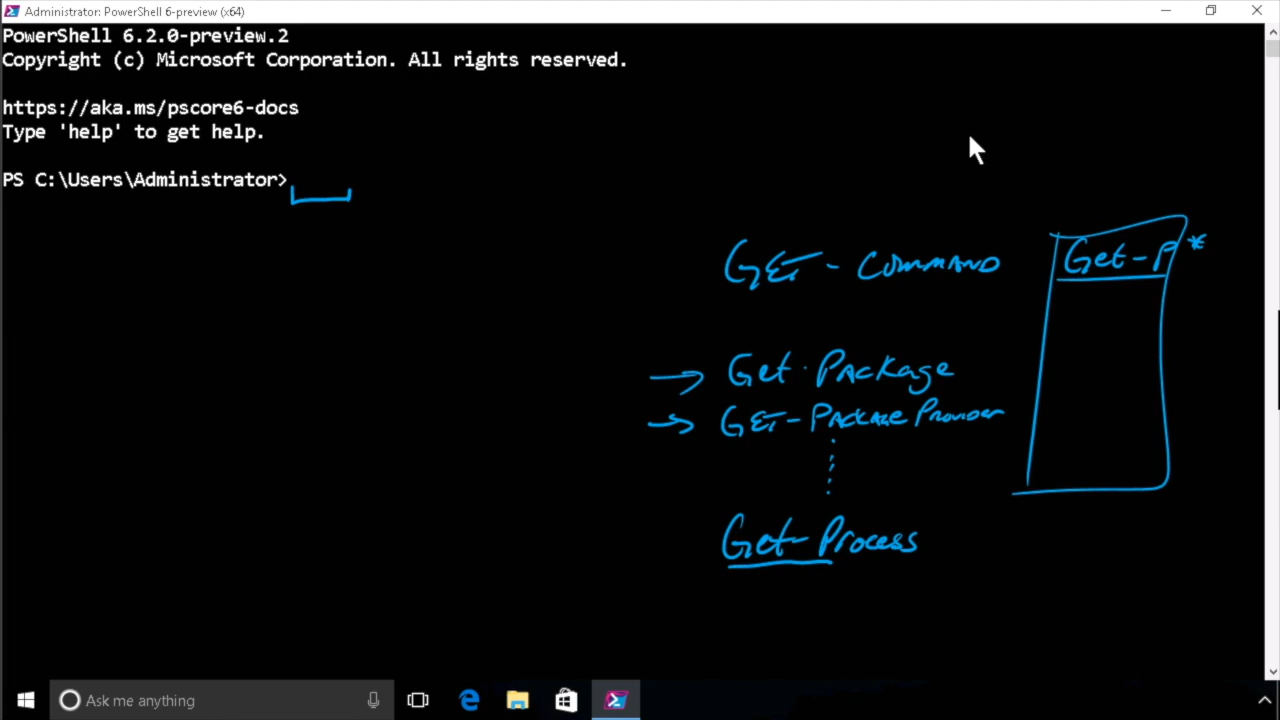 Administrator: PowerShell 6-preview (x64)
PowerShell 6.2.0-preview.2
Copyright (c) Microsoft Corporation. All rights reserved.
https://aka.ms/pscore6-docs
Type 'help' to get help.
PS C:\Users\Administrator>
GET - COMMAND
Get-P*
Get-Package
GET-PACKAGE Provider
Get-Process
Ask me anything